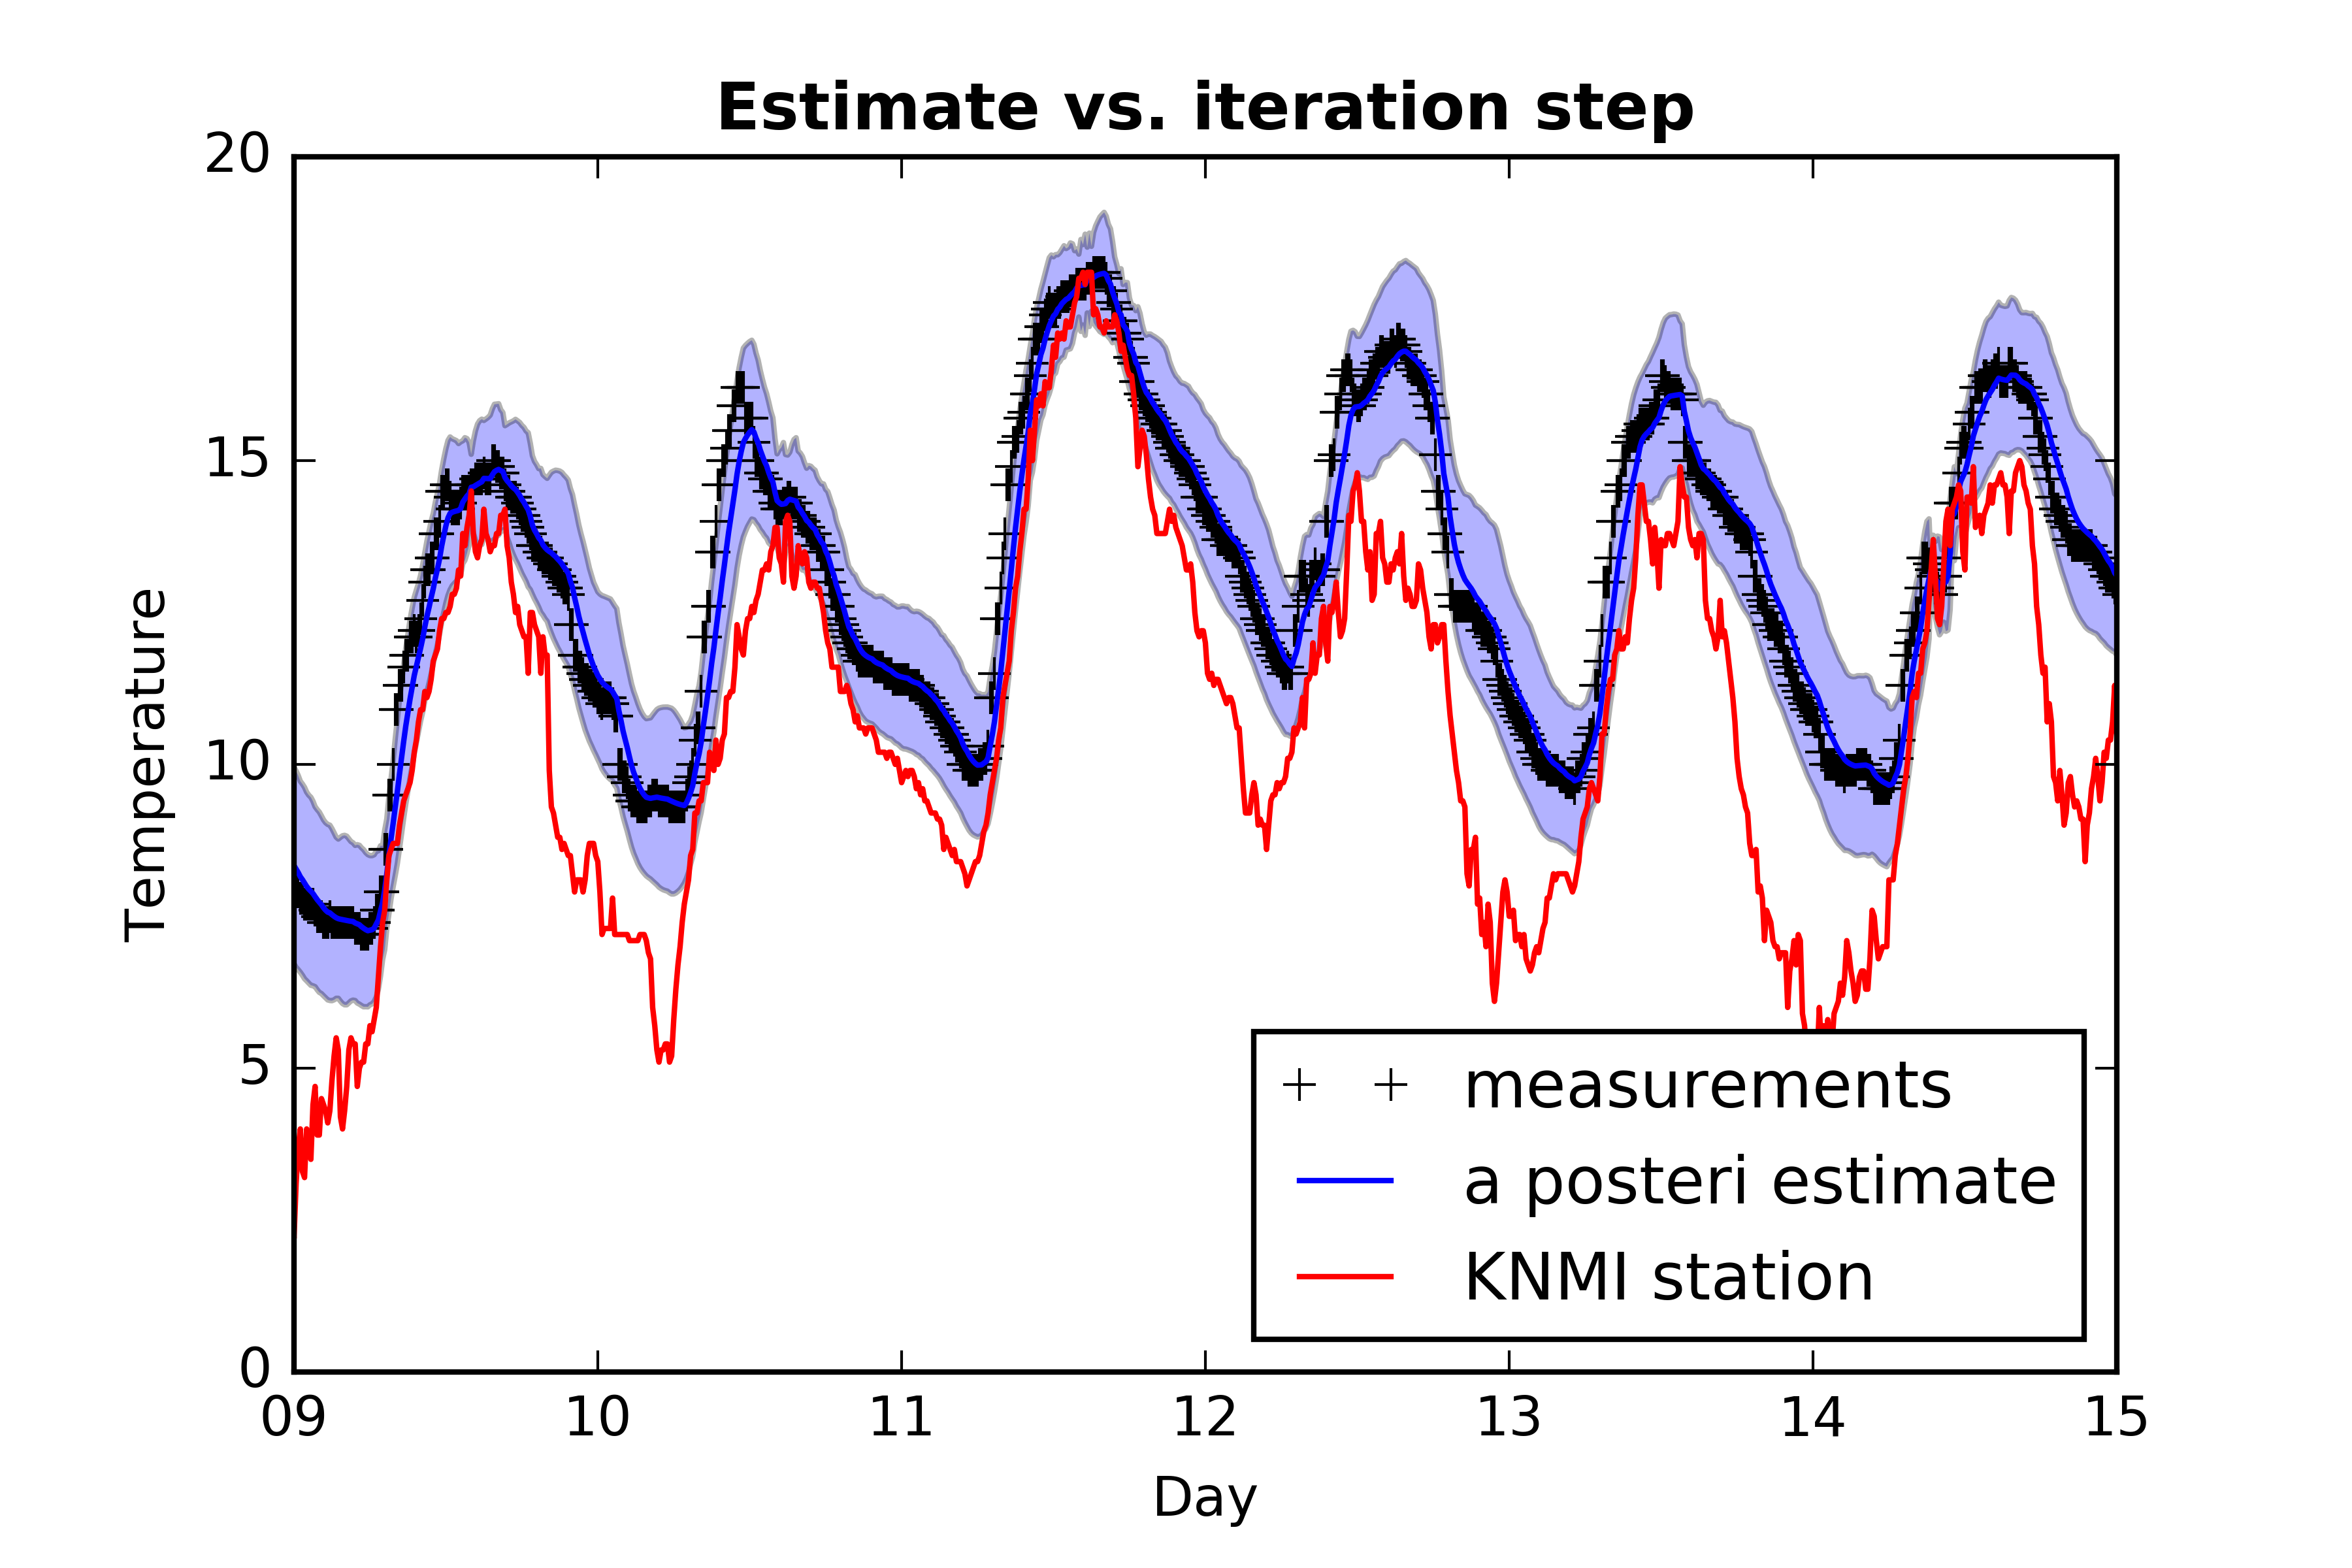 Estimate vs. iteration step
20
15
10
5
0
Temperature
09 10 11 12 13 14 15
Day
measurements
a posteri estimate
KNMI station